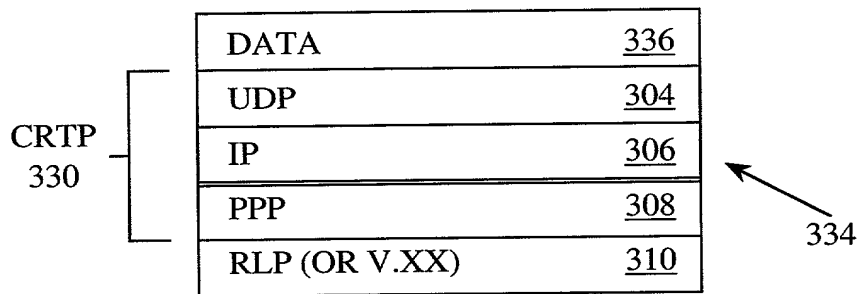 DATA 336
UDP 304
CRTP
330
IP 306
PPP 308
334
RLP (OR V.XX) 310